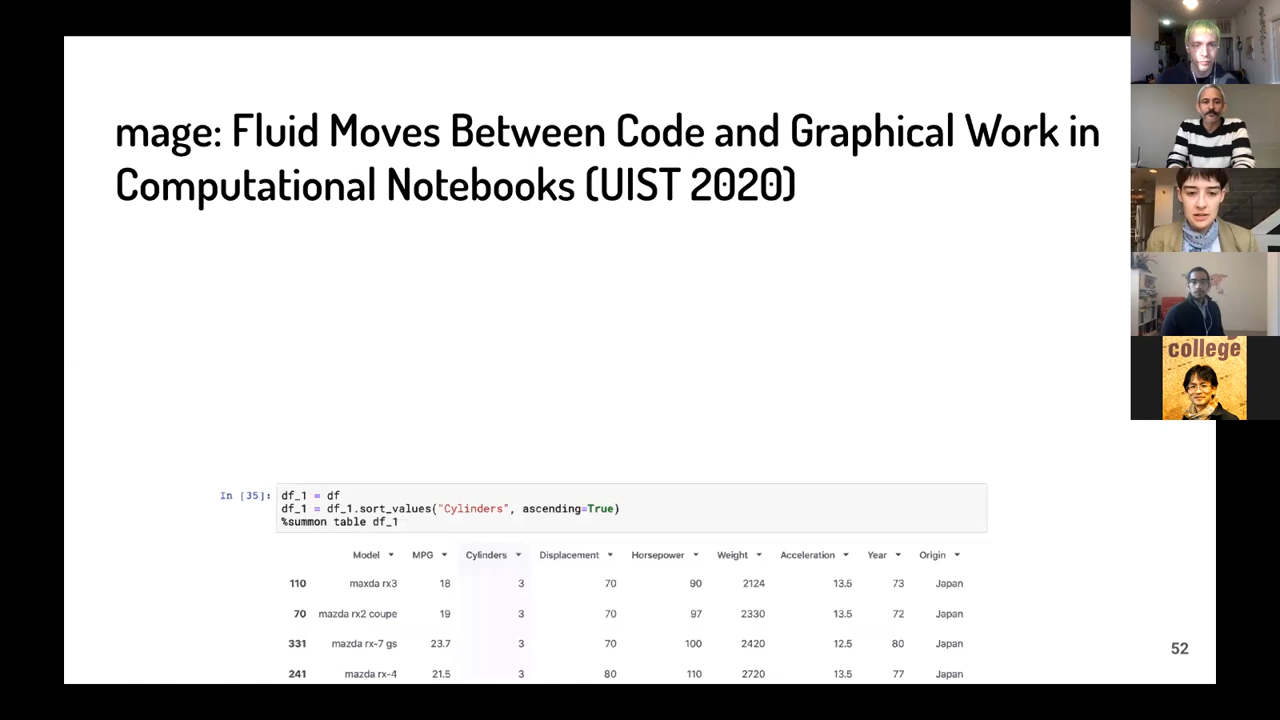 mage: Fluid Moves Between Code and Graphical Work in
Computational Notebooks (UIST 2020)
college
In [35]: df_1 = df
df_1 = df_1.sort_values("Cylinders", ascending=True)
%summon table df_1
Model MPG Cylinders Displacement Horsepower Weight Acceleration Year Origin
110 maxda rx3 18 3 70 90 2124 13.5 73 Japan
70 mazda rx2 coupe 19 3 70 97 2330 13.5 72 Japan
331 mazda rx-7 gs 23.7 3 70 100 2420 12.5 80 Japan
241 mazda rx-4 21.5 3 80 110 2720 13.5 77 Japan
52